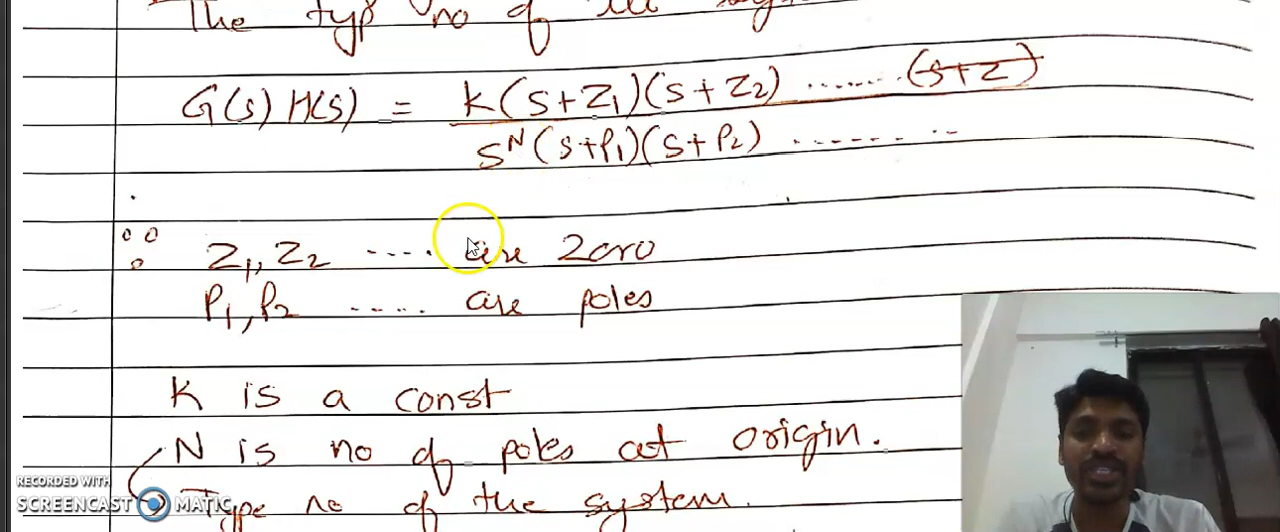 The typ no of
G(s) H(s) = K(s+Z1)(s+Z2) ........ (s+Z)
s^N (s+P1)(s+P2) ...........
Z1, Z2 .... are Zero
P1, P2 ..... are poles
K is a const
N is no of poles at origin.
Type no of the system.
RECORDED WITH
SCREENCAST MATIC